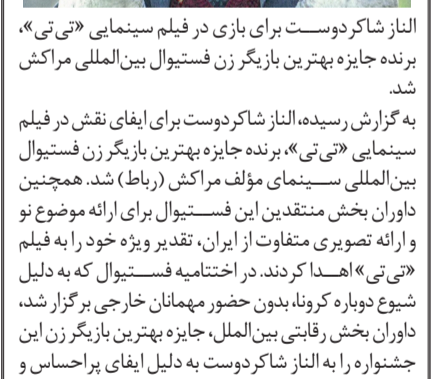 الناز شاکردوست برای بازی در فیلم سینمایی «تی‌تی»،
برنده جایزه بهترین بازیگر زن فستیوال بین‌المللی مراکش
شد.
به گزارش رسیده، الناز شاکردوست برای ایفای نقش در فیلم
سینمایی «تی‌تی»، برنده جایزه بهترین بازیگر زن فستیوال
بین‌المللی سینمای مؤلف مراکش (رباط) شد. همچنین
داوران بخش منتقدین این فستیوال برای ارائه موضوع نو
و ارائه تصویری متفاوت از ایران، تقدیر ویژه خود را به فیلم
«تی‌تی» اهدا کردند. در اختتامیه فستیوال که به دلیل
شیوع دوباره کرونا، بدون حضور مهمانان خارجی برگزار شد،
داوران بخش رقابتی بین‌الملل، جایزه بهترین بازیگر زن این
جشنواره را به الناز شاکردوست به دلیل ایفای پراحساس و